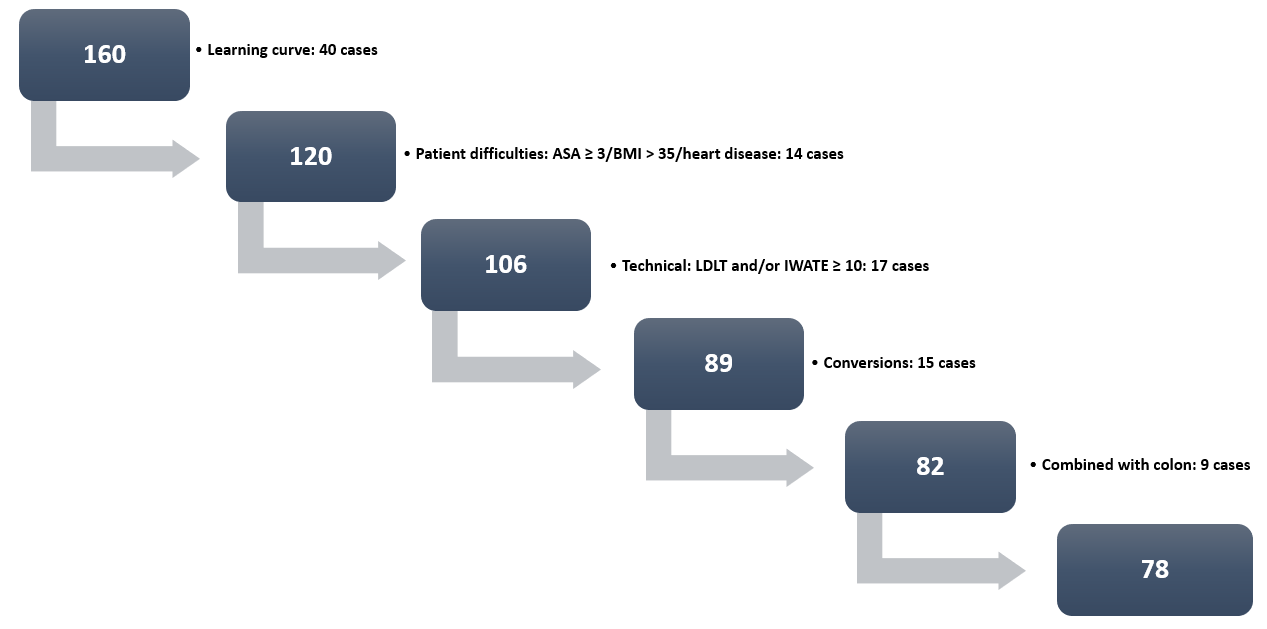 160
• Learning curve: 40 cases
120
• Patient difficulties: ASA ≥ 3/BMI > 35/heart disease: 14 cases
106
• Technical: LDLT and/or IWATE ≥ 10: 17 cases
89
• Conversions: 15 cases
82
• Combined with colon: 9 cases
78